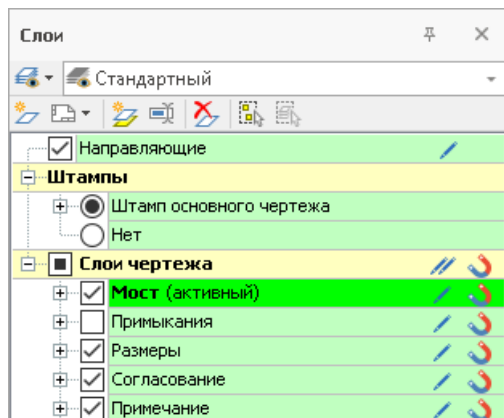 Слои
Стандартный
Направляющие
Штампы
Штамп основного чертежа
Нет
Слои чертежа
Мост (активный)
Примыкания
Размеры
Согласование
Примечание